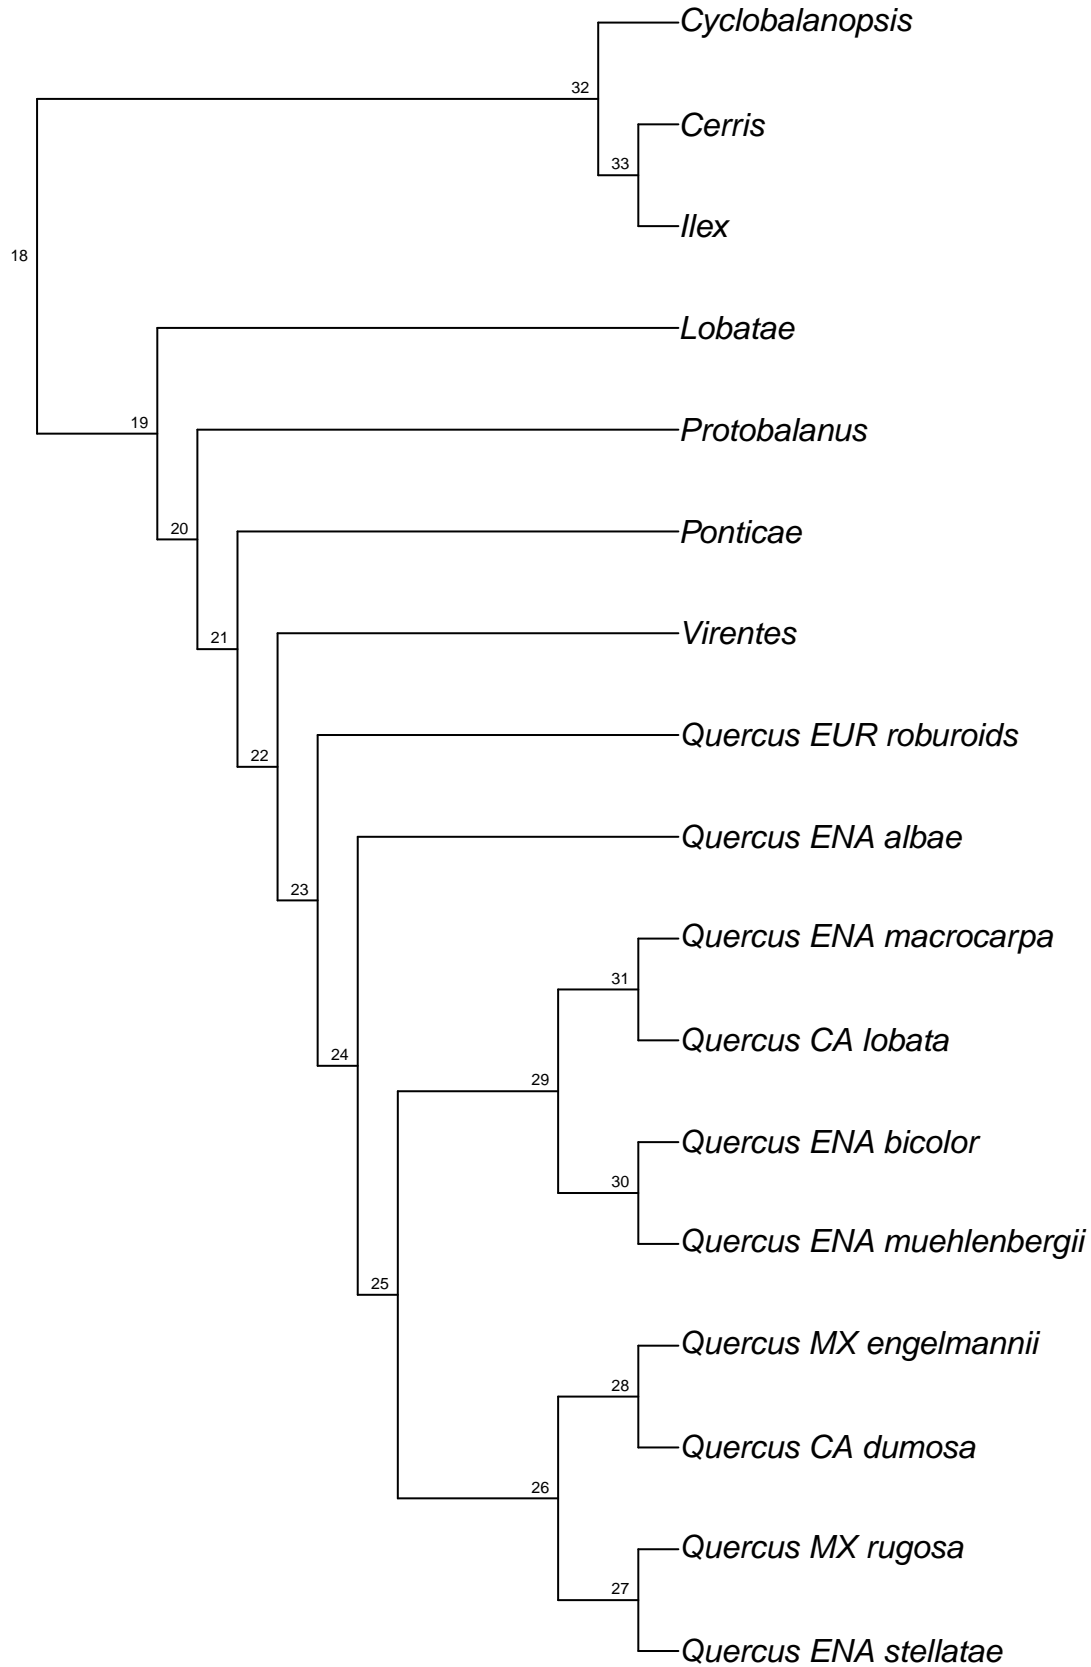 Cyclobalanopsis
32
Cerris
33
Ilex
18
Lobatae
19
Protobalanus
20
Ponticae
21
Virentes
22
Quercus EUR roburoids
Quercus ENA albae
23
Quercus ENA macrocarpa
31
Quercus CA lobata
24
29
Quercus ENA bicolor
30
Quercus ENA muehlenbergii
25
Quercus MX engelmannii
28
Quercus CA dumosa
26
Quercus MX rugosa
27
Quercus ENA stellatae